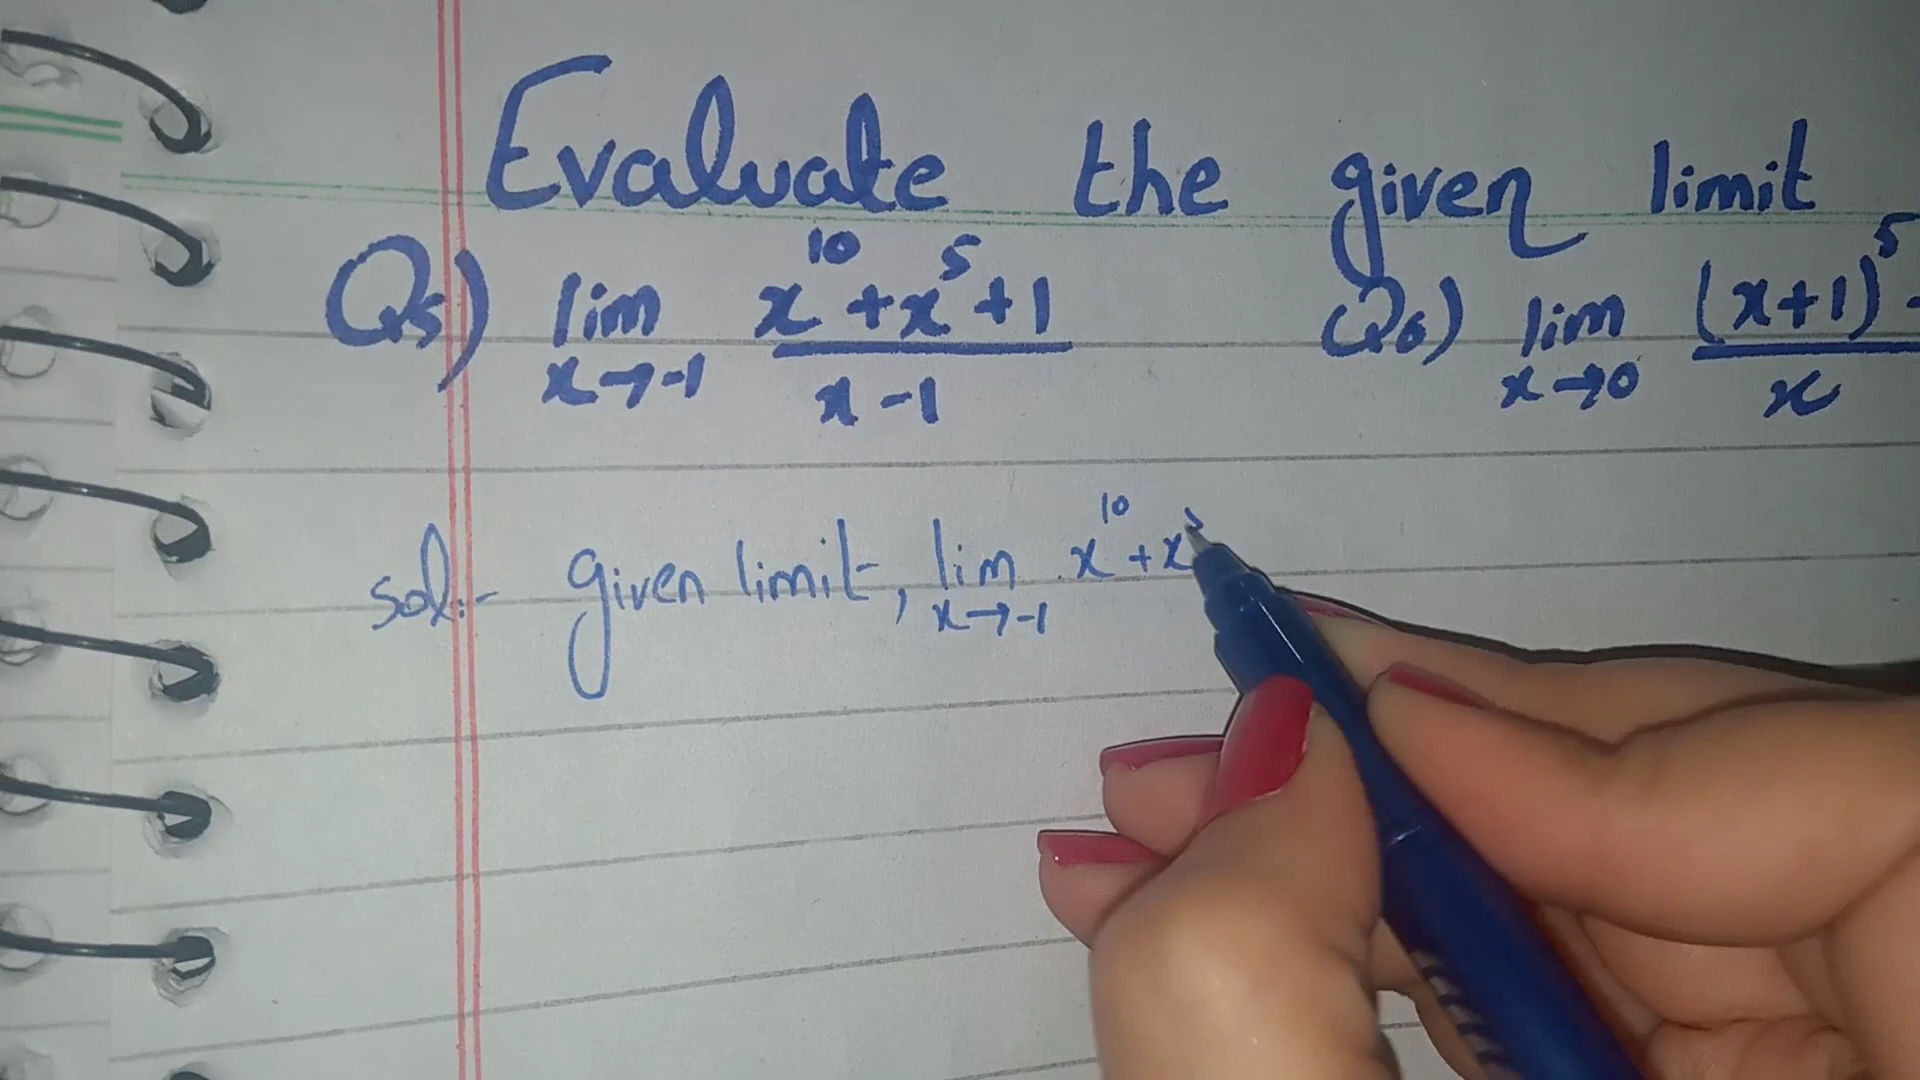 Evaluate the given limit
Q5) lim x→-1 x^10+x^5+1 / x-1
Q6) lim x→0 (x+1)^5 - / x
sol:- given limit, lim x→-1 x^10+x